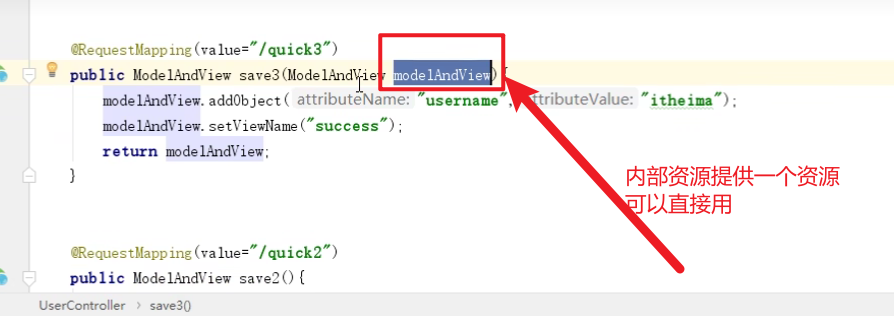 @RequestMapping(value="/quick3")
public ModelAndView save3(ModelAndView modelAndView){
modelAndView.addObject( attributeName: "username", attributeValue: "itheima");
modelAndView.setViewName("success");
return modelAndView;
}
内部资源提供一个资源
可以直接用
@RequestMapping(value="/quick2")
public ModelAndView save2(){
UserController › save3()